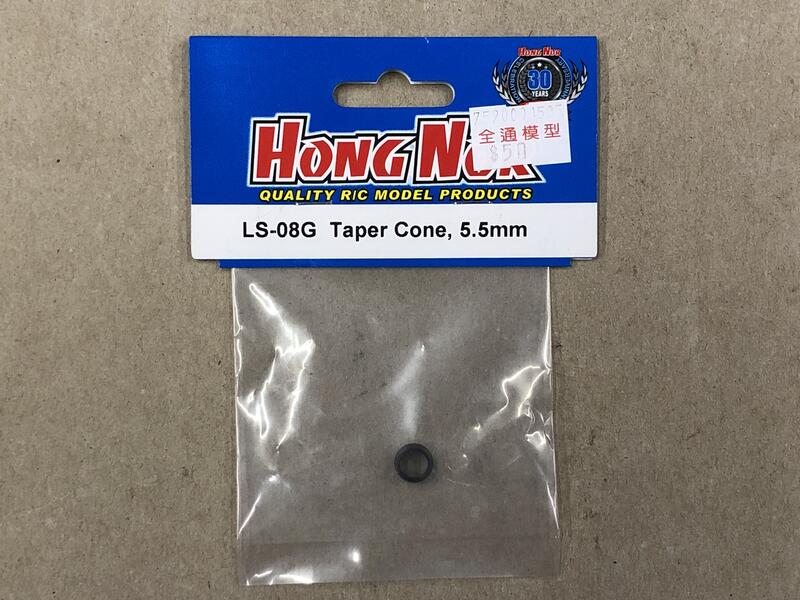 HONG NOR
30
YEARS
全通模型
$50
HONG NOR
QUALITY R/C MODEL PRODUCTS
LS-08G Taper Cone, 5.5mm